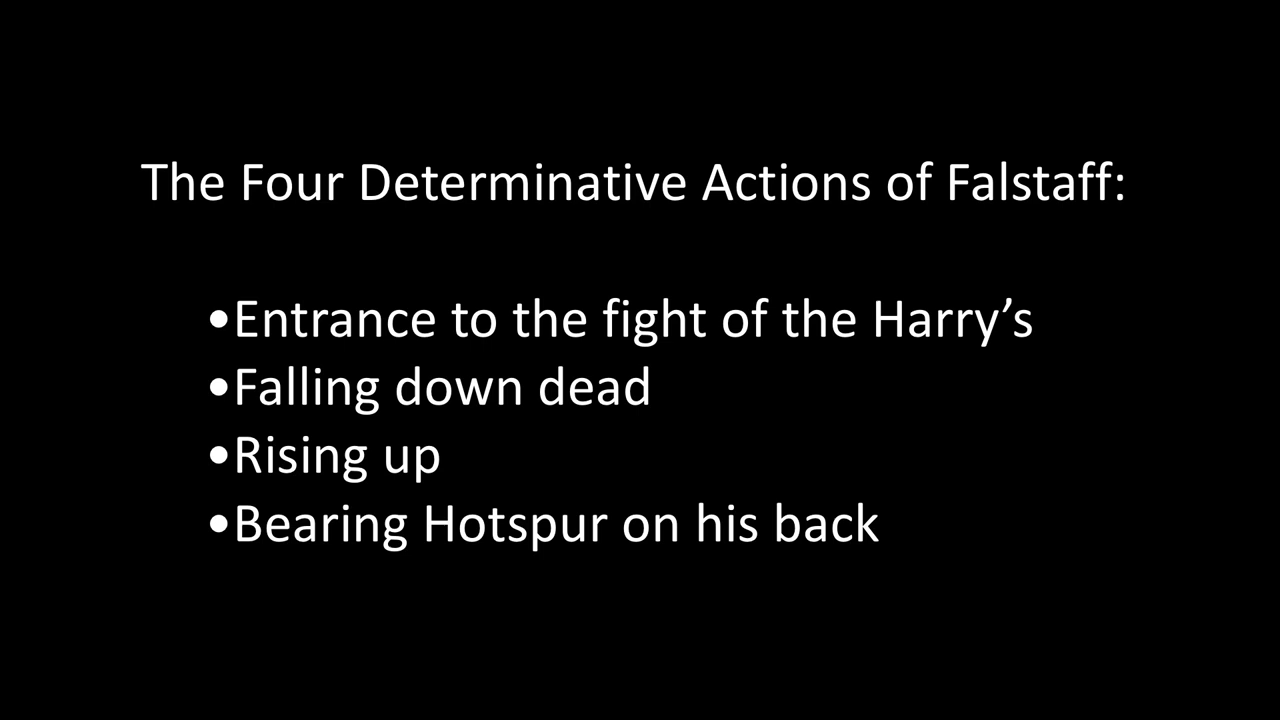 The Four Determinative Actions of Falstaff:
•Entrance to the fight of the Harry’s
•Falling down dead
•Rising up
•Bearing Hotspur on his back